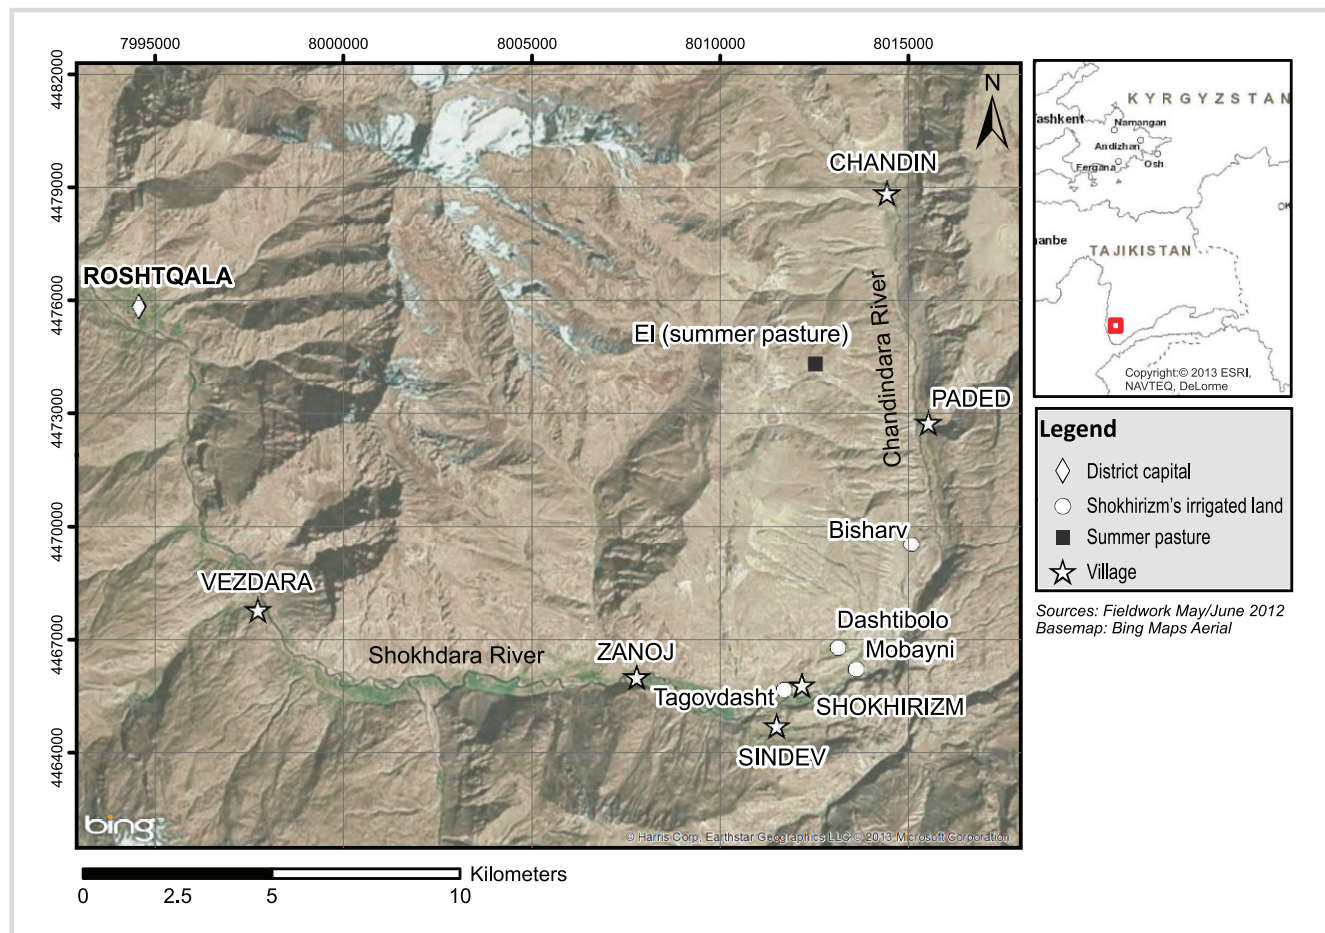 7995000
8000000
8005000
8010000
8015000
4482000
4479000
4476000
4473000
4470000
4467000
4464000
N
CHANDIN
ROSHTQALA
El (summer pasture)
Chandindara River
PADED
Bisharv
VEZDARA
Dashtibolo
Mobayni
Shokhdara River
ZANOJ
Tagovdasht
SHOKHIRIZM
SINDEV
bing
© Harris Corp, Earthstar Geographics LLC © 2013 Microsoft Corporation
0
2.5
5
10
Kilometers
KYRGYZSTAN
ashkent
Namangan
Andizhan
Fergana
Osh
anbe
TAJIKISTAN
Copyright:© 2013 ESRI,
NAVTEQ, DeLorme
Legend
District capital
Shokhirizm's irrigated land
Summer pasture
Village
Sources: Fieldwork May/June 2012
Basemap: Bing Maps Aerial